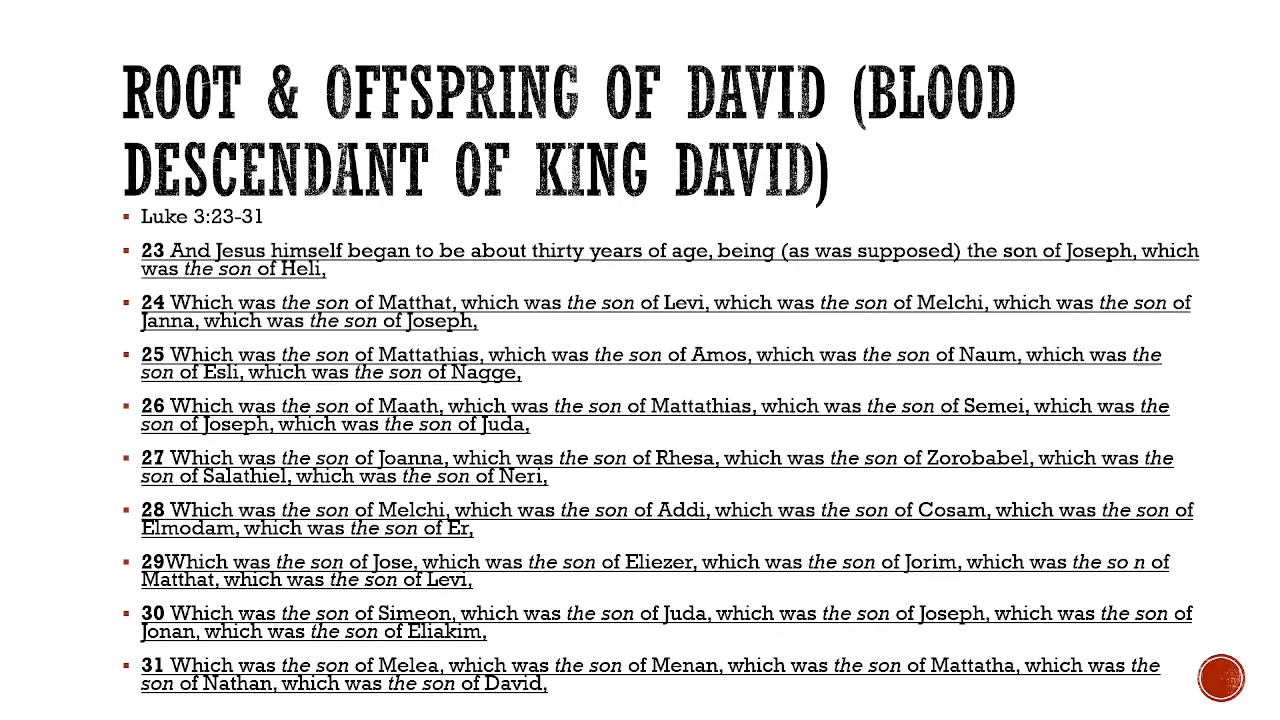 ROOT & OFFSPRING OF DAVID (BLOOD
DESCENDANT OF KING DAVID)
▪ Luke 3:23-31
▪ 23 And Jesus himself began to be about thirty years of age, being (as was supposed) the son of Joseph, which
was the son of Heli,
▪ 24 Which was the son of Matthat, which was the son of Levi, which was the son of Melchi, which was the son of
Janna, which was the son of Joseph,
▪ 25 Which was the son of Mattathias, which was the son of Amos, which was the son of Naum, which was the
son of Esli, which was the son of Nagge,
▪ 26 Which was the son of Maath, which was the son of Mattathias, which was the son of Semei, which was the
son of Joseph, which was the son of Juda,
▪ 27 Which was the son of Joanna, which was the son of Rhesa, which was the son of Zorobabel, which was the
son of Salathiel, which was the son of Neri,
▪ 28 Which was the son of Melchi, which was the son of Addi, which was the son of Cosam, which was the son of
Elmodam, which was the son of Er,
▪ 29Which was the son of Jose, which was the son of Eliezer, which was the son of Jorim, which was the so n of
Matthat, which was the son of Levi,
▪ 30 Which was the son of Simeon, which was the son of Juda, which was the son of Joseph, which was the son of
Jonan, which was the son of Eliakim,
▪ 31 Which was the son of Melea, which was the son of Menan, which was the son of Mattatha, which was the
son of Nathan, which was the son of David,